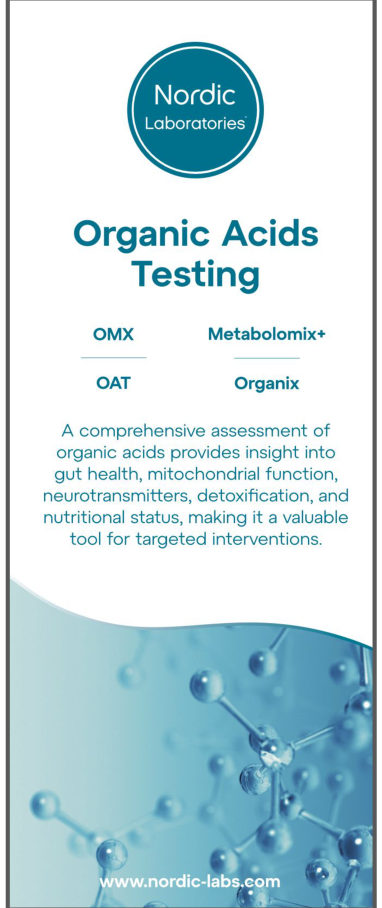 Nordic
Laboratories
Organic Acids
Testing
OMX
Metabolomix+
OAT
Organix
A comprehensive assessment of
organic acids provides insight into
gut health, mitochondrial function,
neurotransmitters, detoxification, and
nutritional status, making it a valuable
tool for targeted interventions.
www.nordic-labs.com